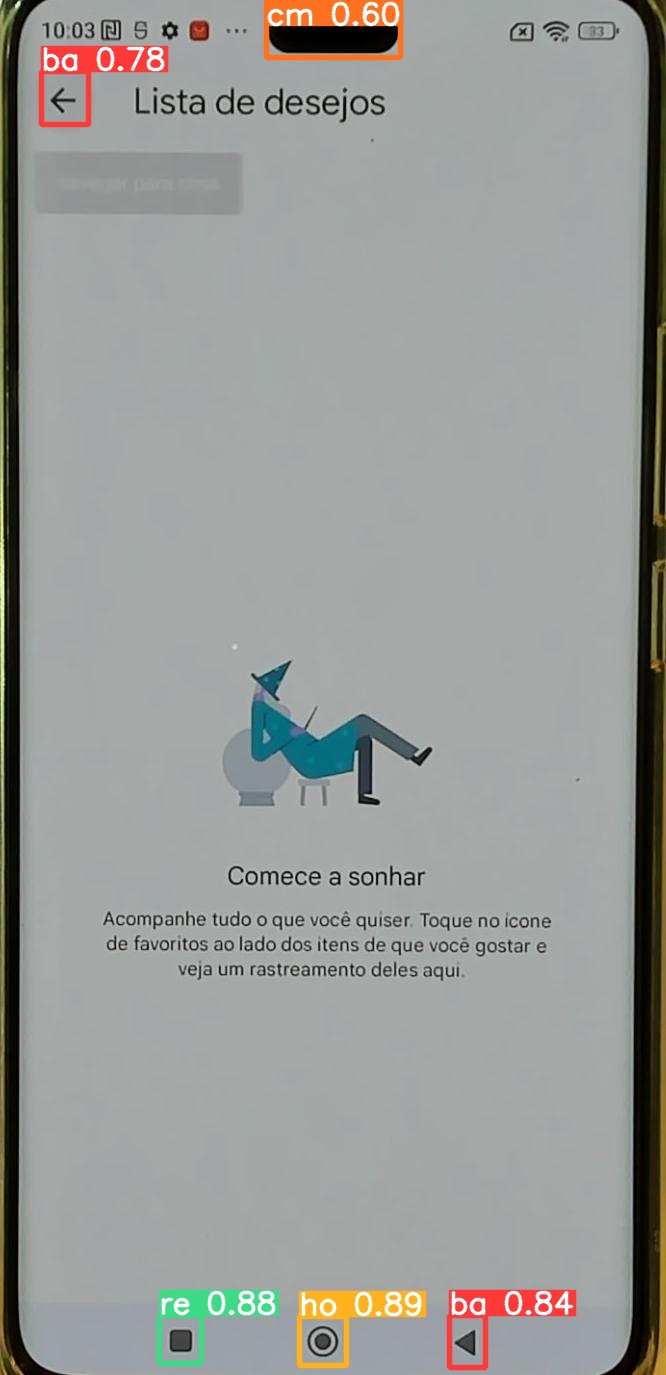 cm 0.60
10:03
33
ba 0.78
Lista de desejos
para
Comece a sonhar
Acompanhe tudo o que você quiser. Toque no ícone
de favoritos ao lado dos itens de que você gostar e
veja um rastreamento deles aqui.
re 0.88
ho 0.89
ba 0.84